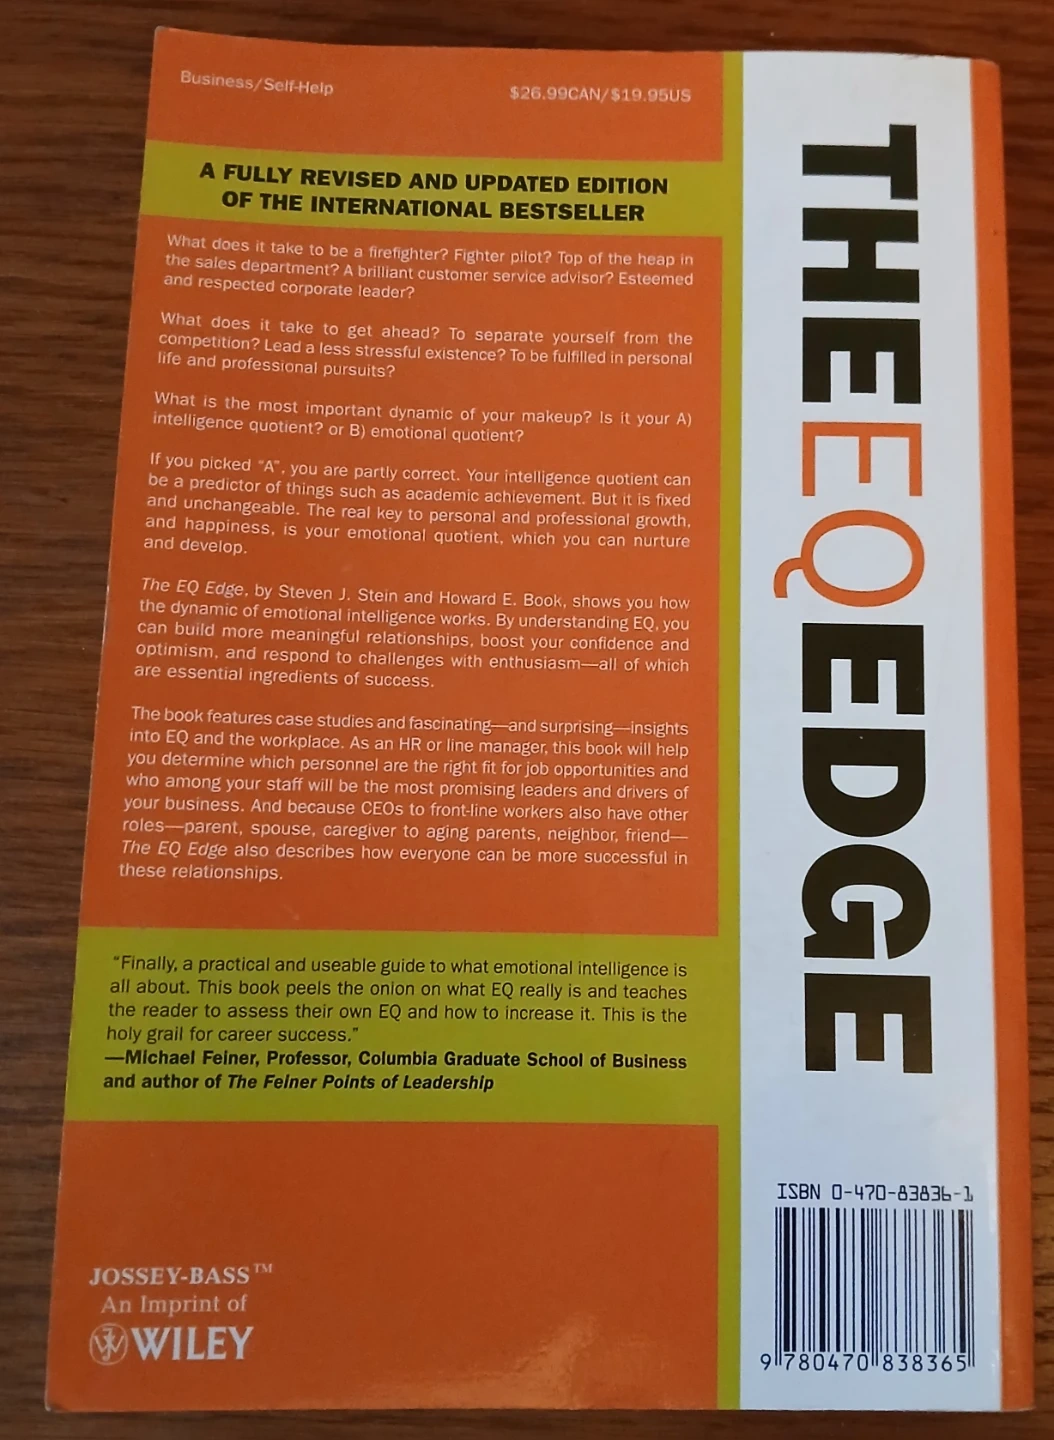 Business/Self-Help
$26.99CAN/$19.95US
A FULLY REVISED AND UPDATED EDITION
OF THE INTERNATIONAL BESTSELLER
What does it take to be a firefighter? Fighter pilot? Top of the heap in
the sales department? A brilliant customer service advisor? Esteemed
and respected corporate leader?
What does it take to get ahead? To separate yourself from the
competition? Lead a less stressful existence? To be fulfilled in personal
life and professional pursuits?
What is the most important dynamic of your makeup? Is it your A)
intelligence quotient? or B) emotional quotient?
If you picked "A", you are partly correct. Your intelligence quotient can
be a predictor of things such as academic achievement. But it is fixed
and unchangeable. The real key to personal and professional growth,
and happiness, is your emotional quotient, which you can nurture
and develop.
The EQ Edge, by Steven J. Stein and Howard E. Book, shows you how
the dynamic of emotional intelligence works. By understanding EQ, you
can build more meaningful relationships, boost your confidence and
optimism, and respond to challenges with enthusiasm—all of which
are essential ingredients of success.
The book features case studies and fascinating—and surprising—insights
into EQ and the workplace. As an HR or line manager, this book will help
you determine which personnel are the right fit for job opportunities and
who among your staff will be the most promising leaders and drivers of
your business. And because CEOs to front-line workers also have other
roles—parent, spouse, caregiver to aging parents, neighbor, friend—
The EQ Edge also describes how everyone can be more successful in
these relationships.
"Finally, a practical and useable guide to what emotional intelligence is
all about. This book peels the onion on what EQ really is and teaches
the reader to assess their own EQ and how to increase it. This is the
holy grail for career success."
—Michael Feiner, Professor, Columbia Graduate School of Business
and author of The Feiner Points of Leadership
JOSSEY-BASS™
An Imprint of
WILEY
THE EQ EDGE
ISBN 0-470-83836-1
9 780470 838365